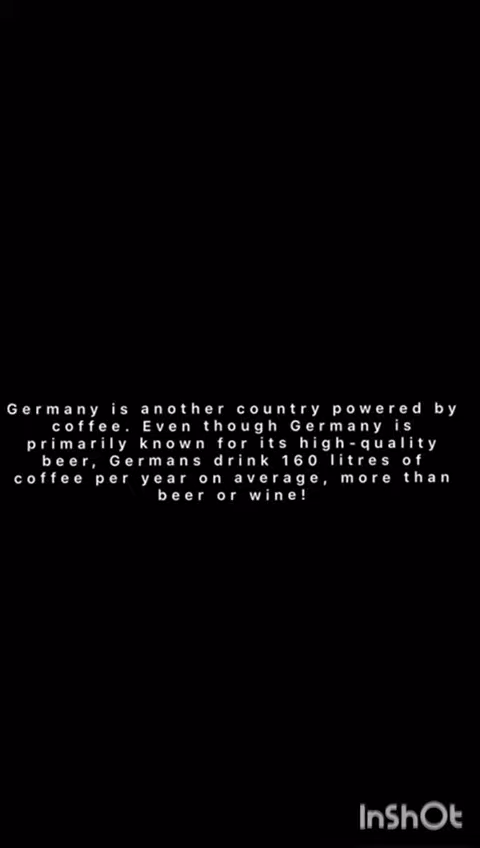 Germany is another country powered by
coffee. Even though Germany is
primarily known for its high-quality
beer, Germans drink 160 litres of
coffee per year on average, more than
beer or wine!
InShOt